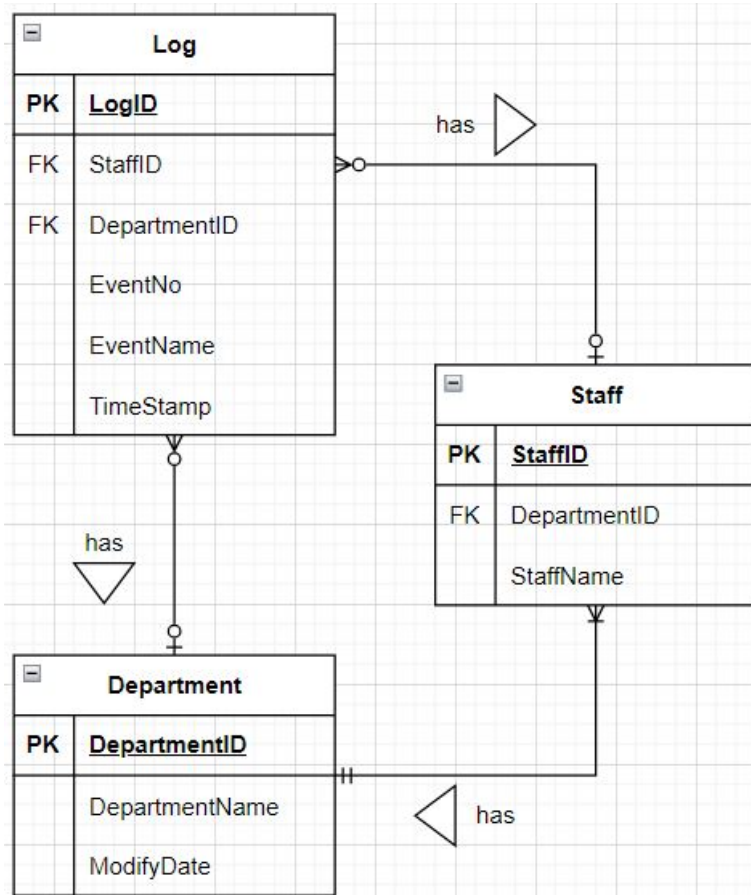 Log
PK LogID
FK StaffID
FK DepartmentID
EventNo
EventName
TimeStamp
has
Staff
PK StaffID
FK DepartmentID
StaffName
has
Department
PK DepartmentID
DepartmentName
ModifyDate
has